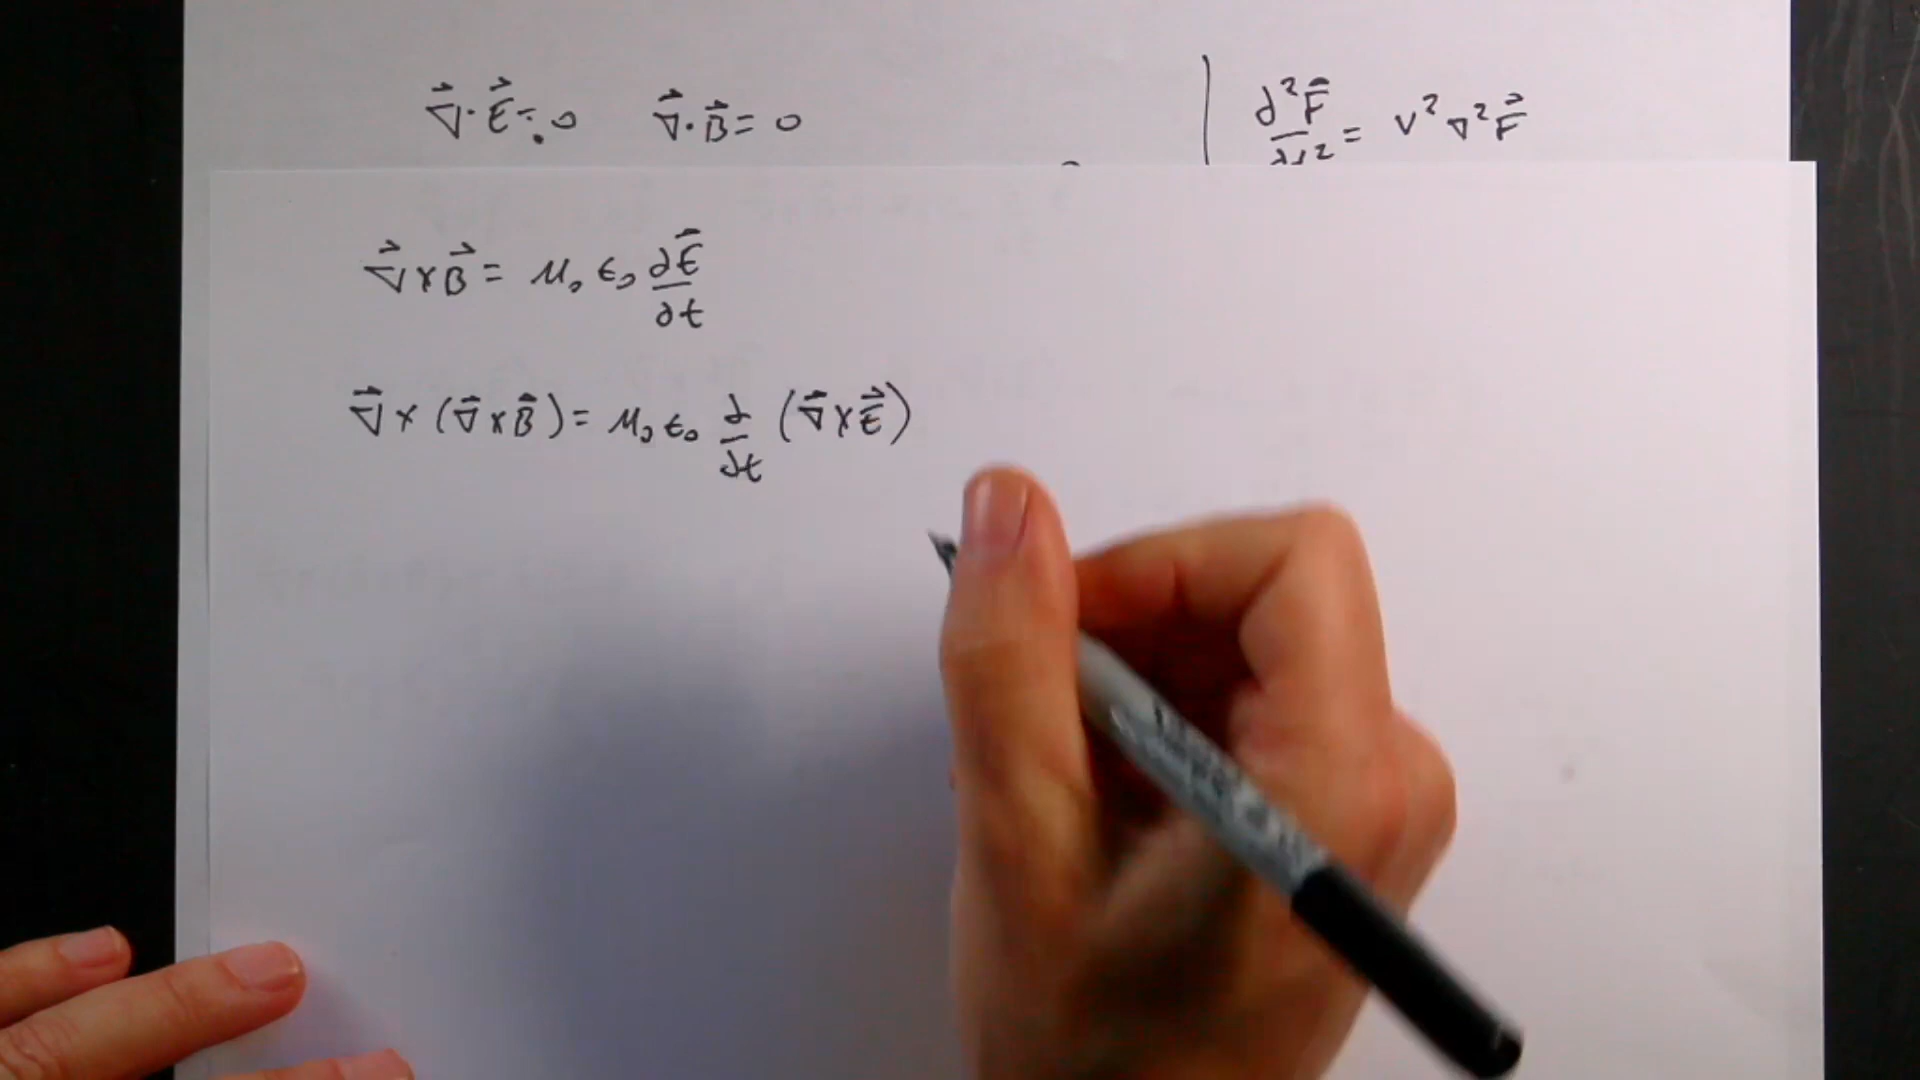 ∇⃗·E⃗=0 ∇⃗·B⃗=0
∂²F⃗/∂t² = v²∇²F⃗
∇⃗×B⃗ = μ₀ε₀ ∂E⃗/∂t
∇⃗×(∇⃗×B⃗) = μ₀ε₀ ∂/∂t (∇⃗×E⃗)